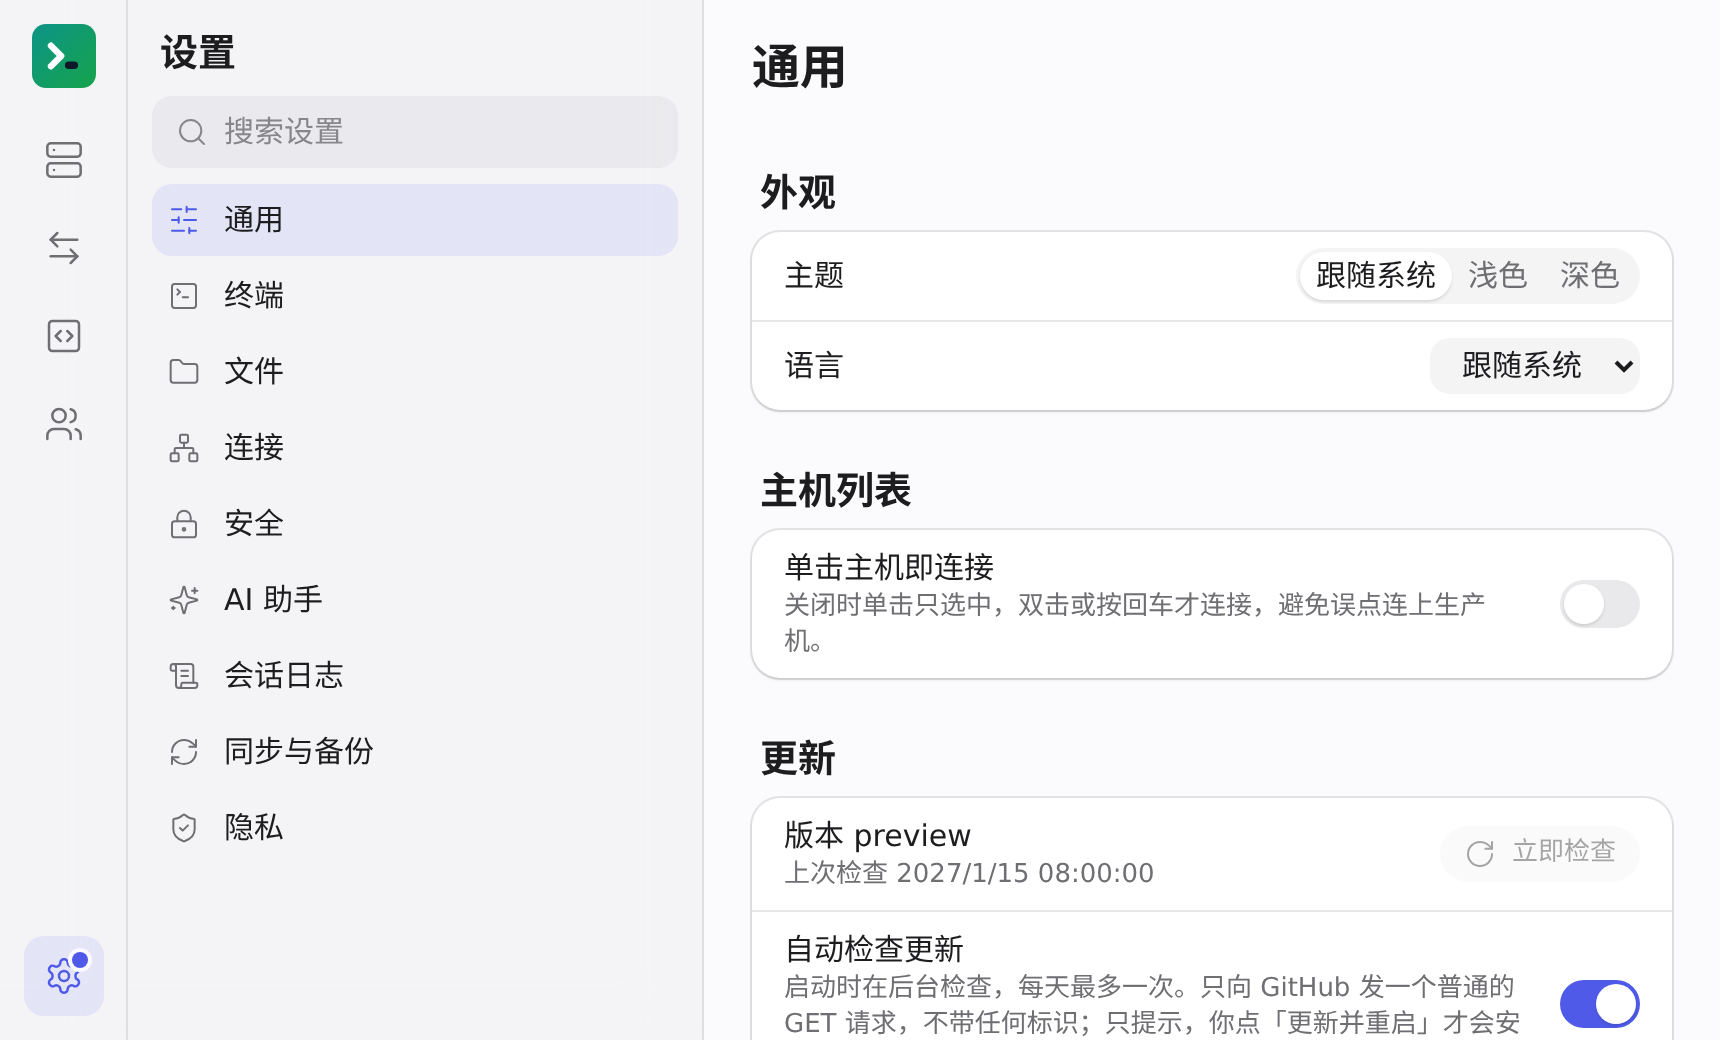 设置
搜索设置
通用
终端
文件
连接
安全
AI 助手
会话日志
同步与备份
隐私
通用
外观
主题
跟随系统 浅色 深色
语言
跟随系统
主机列表
单击主机即连接
关闭时单击只选中，双击或按回车才连接，避免误点连上生产
机。
更新
版本 preview
上次检查 2027/1/15 08:00:00
立即检查
自动检查更新
启动时在后台检查，每天最多一次。只向 GitHub 发一个普通的
GET 请求，不带任何标识；只提示，你点「更新并重启」才会安